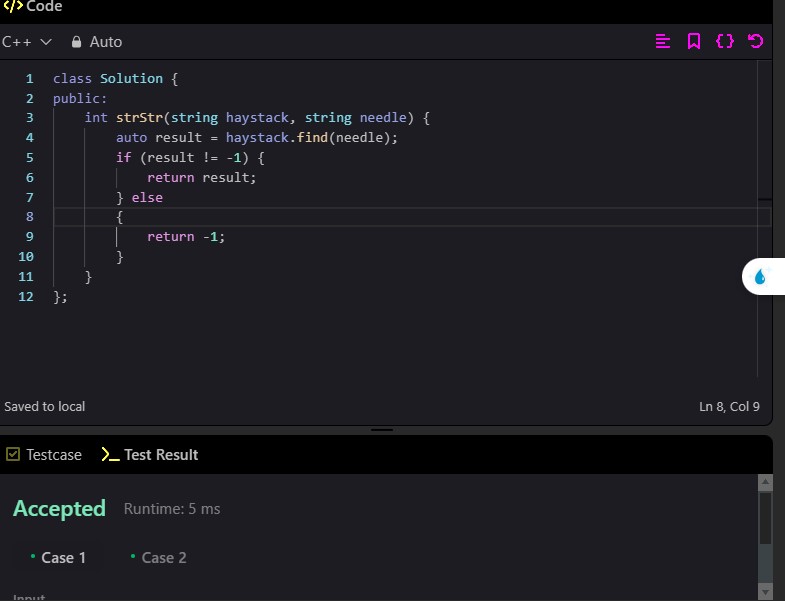 </> Code
C++ Auto
1 class Solution {
2 public:
3     int strStr(string haystack, string needle) {
4         auto result = haystack.find(needle);
5         if (result != -1) {
6             return result;
7         } else
8         {
9             return -1;
10         }
11     }
12 };
Saved to local Ln 8, Col 9
Testcase >_ Test Result
Accepted Runtime: 5 ms
• Case 1 • Case 2
Input